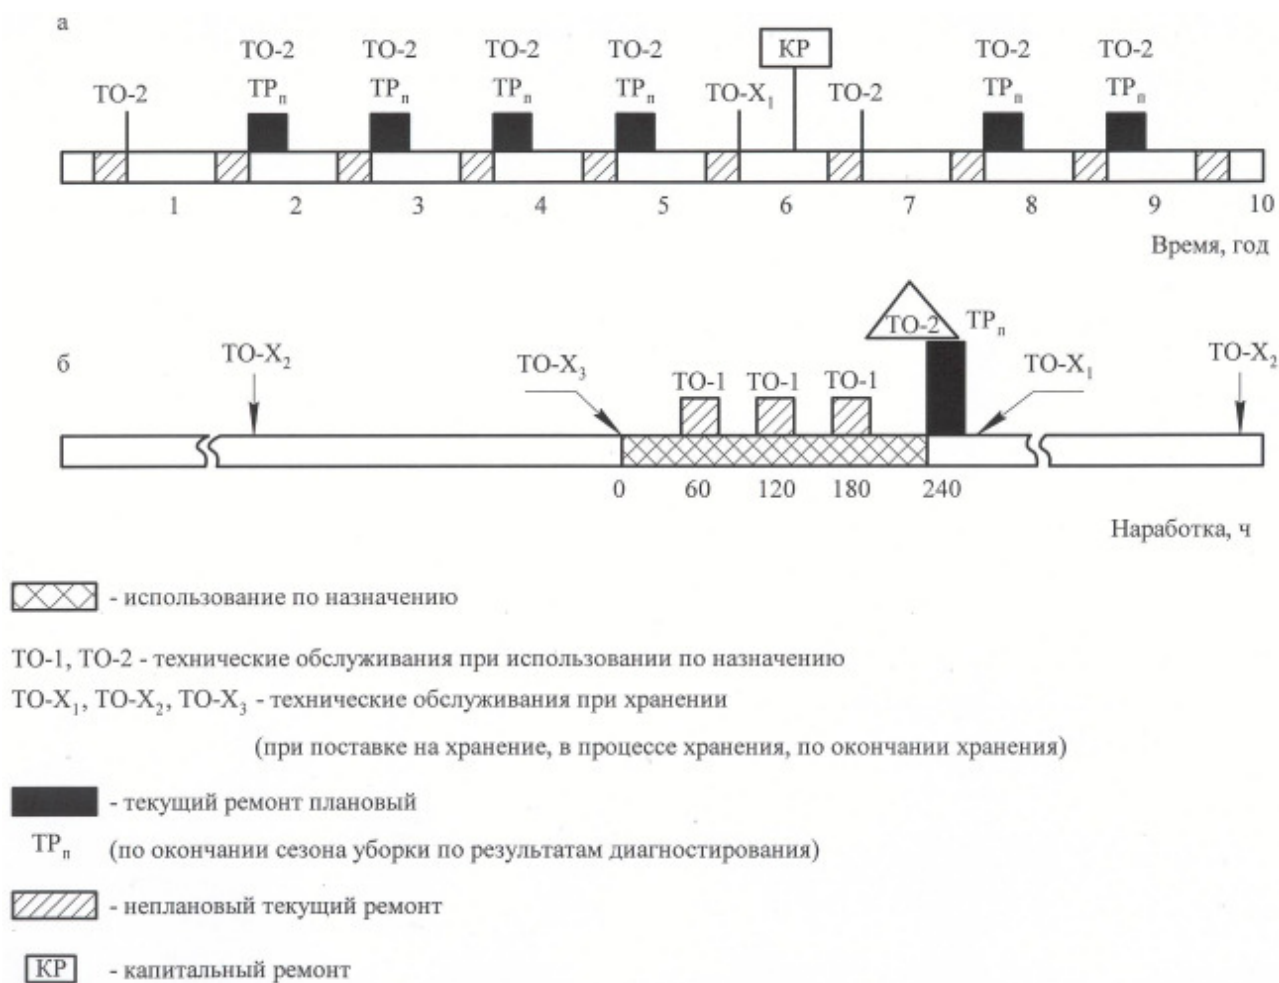 а
КР
ТО-2 ТО-2 ТО-2 ТО-2 ТО-2 ТО-2
ТО-2 ТРп ТРп ТРп ТРп ТО-Х1 ТО-2 ТРп ТРп
1 2 3 4 5 6 7 8 9 10
Время, год
б
ТО-Х2 ТО-Х3 ТО-1 ТО-1 ТО-1 ТО-2 ТРп ТО-Х1 ТО-Х2
0 60 120 180 240
Наработка, ч
- использование по назначению
ТО-1, ТО-2 - технические обслуживания при использовании по назначению
ТО-Х1, ТО-Х2, ТО-Х3 - технические обслуживания при хранении
(при поставке на хранение, в процессе хранения, по окончании хранения)
- текущий ремонт плановый
ТРп (по окончании сезона уборки по результатам диагностирования)
- неплановый текущий ремонт
КР - капитальный ремонт